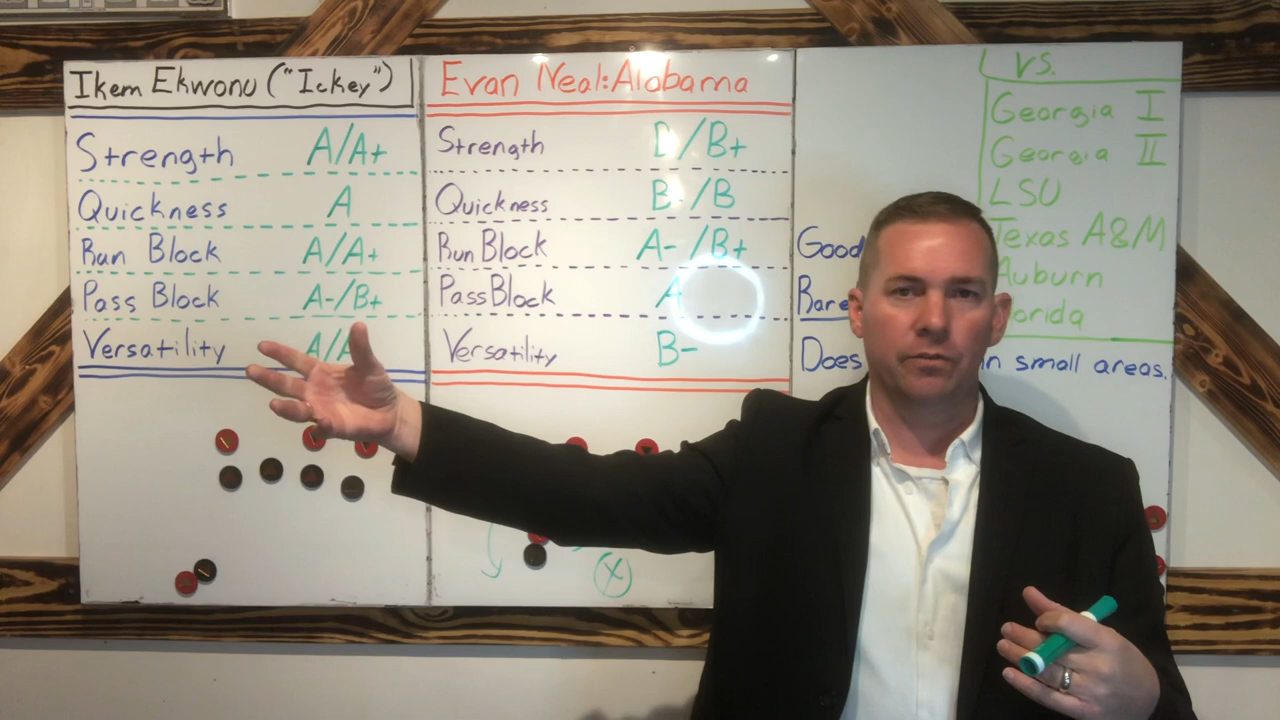 Ikem Ekwonu ("Ickey")
Strength A/A+
Quickness A
Run Block A/A+
Pass Block A-/B+
Versatility
Evan Neal: Alabama
Strength /B+
Quickness B-/B
Run Block A-/B+
Pass Block A
Versatility B-
vs.
Georgia I
Georgia II
LSU
Texas A&M
Auburn
Good
Rare
Does in small areas.
X